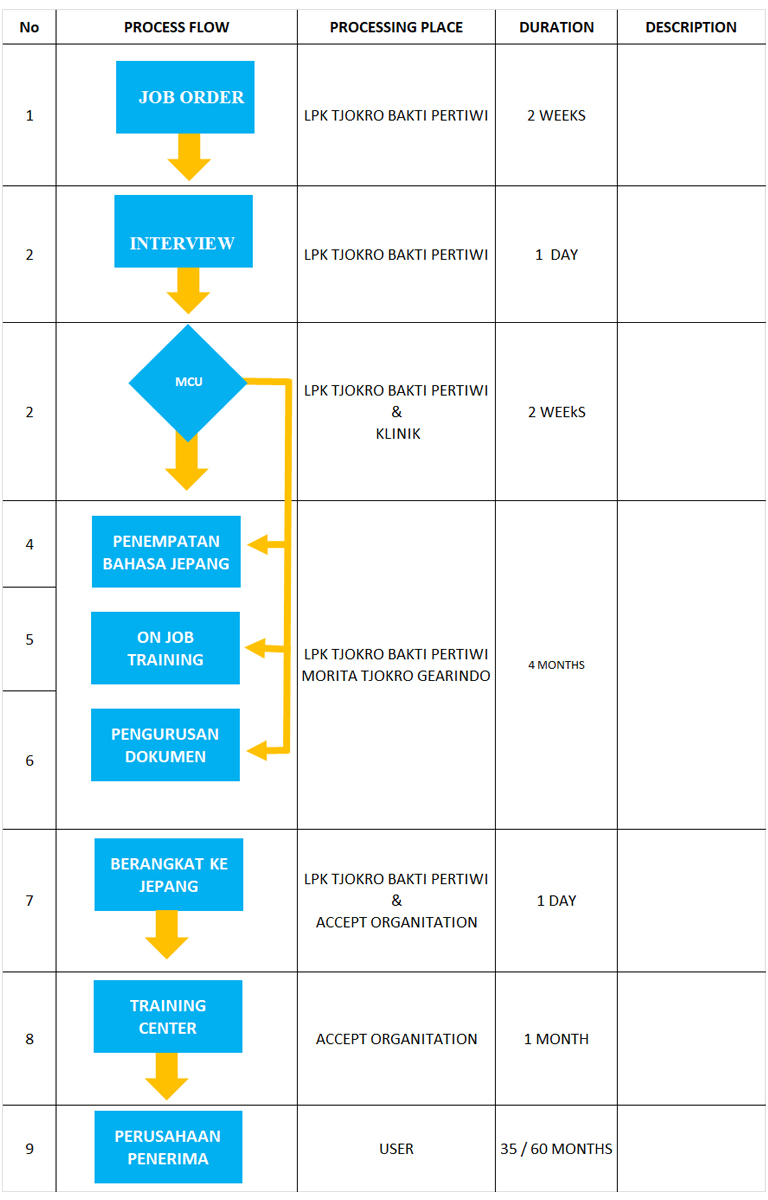 No PROCESS FLOW PROCESSING PLACE DURATION DESCRIPTION
1 JOB ORDER LPK TJOKRO BAKTI PERTIWI 2 WEEKS
2 INTERVIEW LPK TJOKRO BAKTI PERTIWI 1 DAY
2 MCU LPK TJOKRO BAKTI PERTIWI
&
KLINIK
2 WEEkS
4 PENEMPATAN
BAHASA JEPANG
5 ON JOB
TRAINING
LPK TJOKRO BAKTI PERTIWI
MORITA TJOKRO GEARINDO
4 MONTHS
6 PENGURUSAN
DOKUMEN
7 BERANGKAT KE
JEPANG
LPK TJOKRO BAKTI PERTIWI
&
ACCEPT ORGANITATION
1 DAY
8 TRAINING
CENTER
ACCEPT ORGANITATION 1 MONTH
9 PERUSAHAAN
PENERIMA
USER 35 / 60 MONTHS